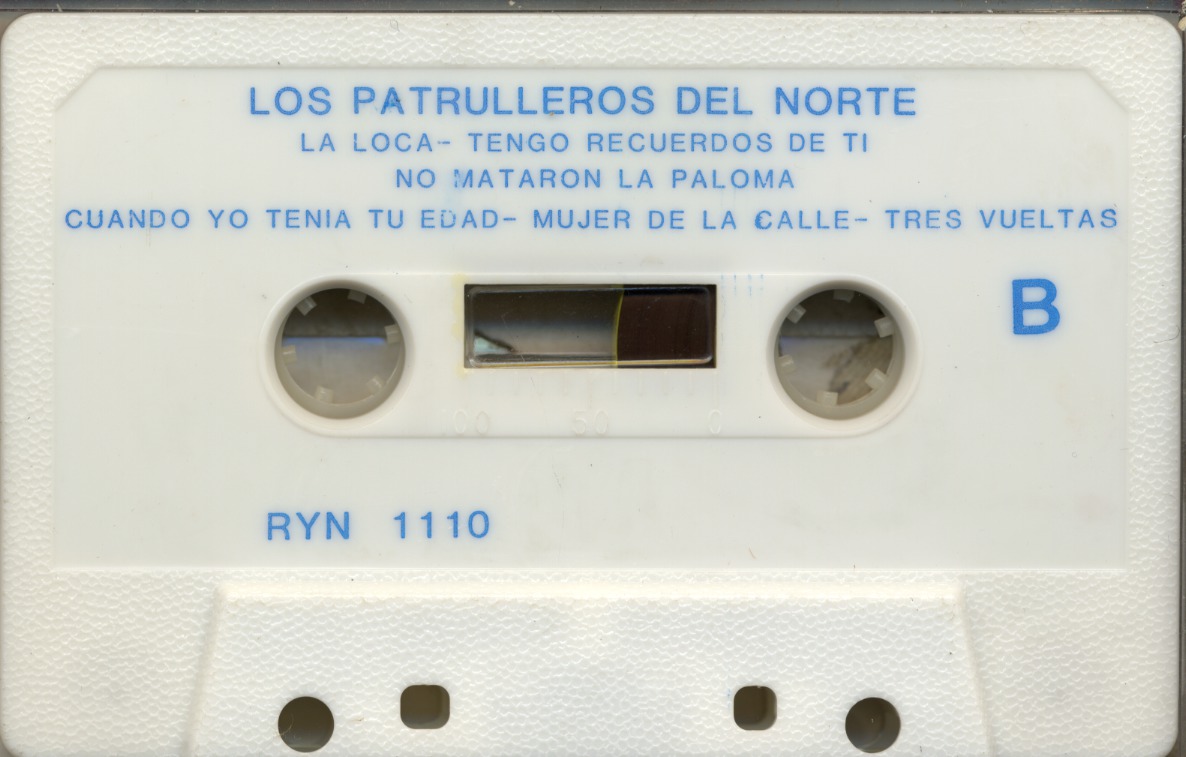 LOS PATRULLEROS DEL NORTE
LA LOCA- TENGO RECUERDOS DE TI
NO MATARON LA PALOMA
CUANDO YO TENIA TU EDAD- MUJER DE LA CALLE- TRES VUELTAS
B
100 50 0
RYN 1110